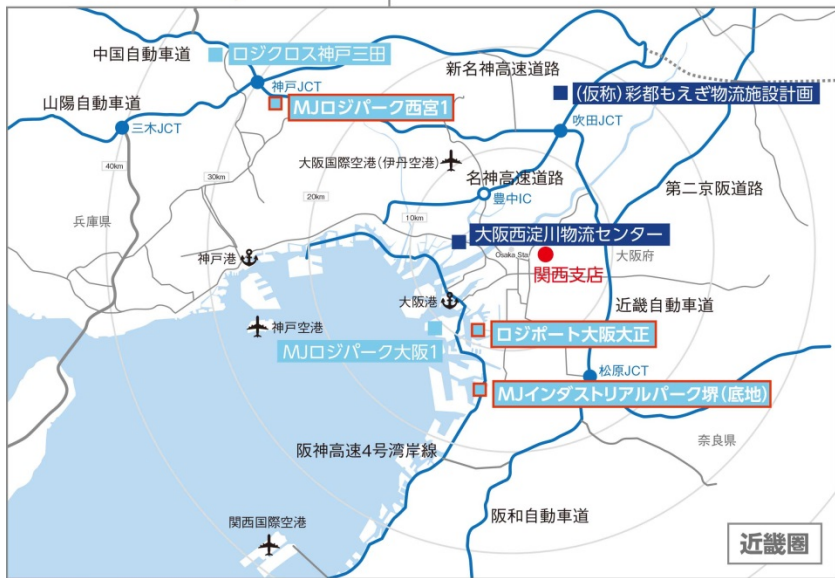 中国自動車道
ロジクロス神戸三田
新名神高速道路
神戸JCT
山陽自動車道
MJロジパーク西宮1
(仮称)彩都もえぎ物流施設計画
三木JCT
吹田JCT
大阪国際空港(伊丹空港)
40km
30km
20km
10km
名神高速道路
豊中IC
第二京阪道路
兵庫県
大阪西淀川物流センター
Osaka Sta.
大阪府
関西支店
神戸港
大阪港
近畿自動車道
神戸空港
ロジポート大阪大正
MJロジパーク大阪1
松原JCT
MJインダストリアルパーク堺(底地)
阪神高速4号湾岸線
奈良県
関西国際空港
阪和自動車道
近畿圏